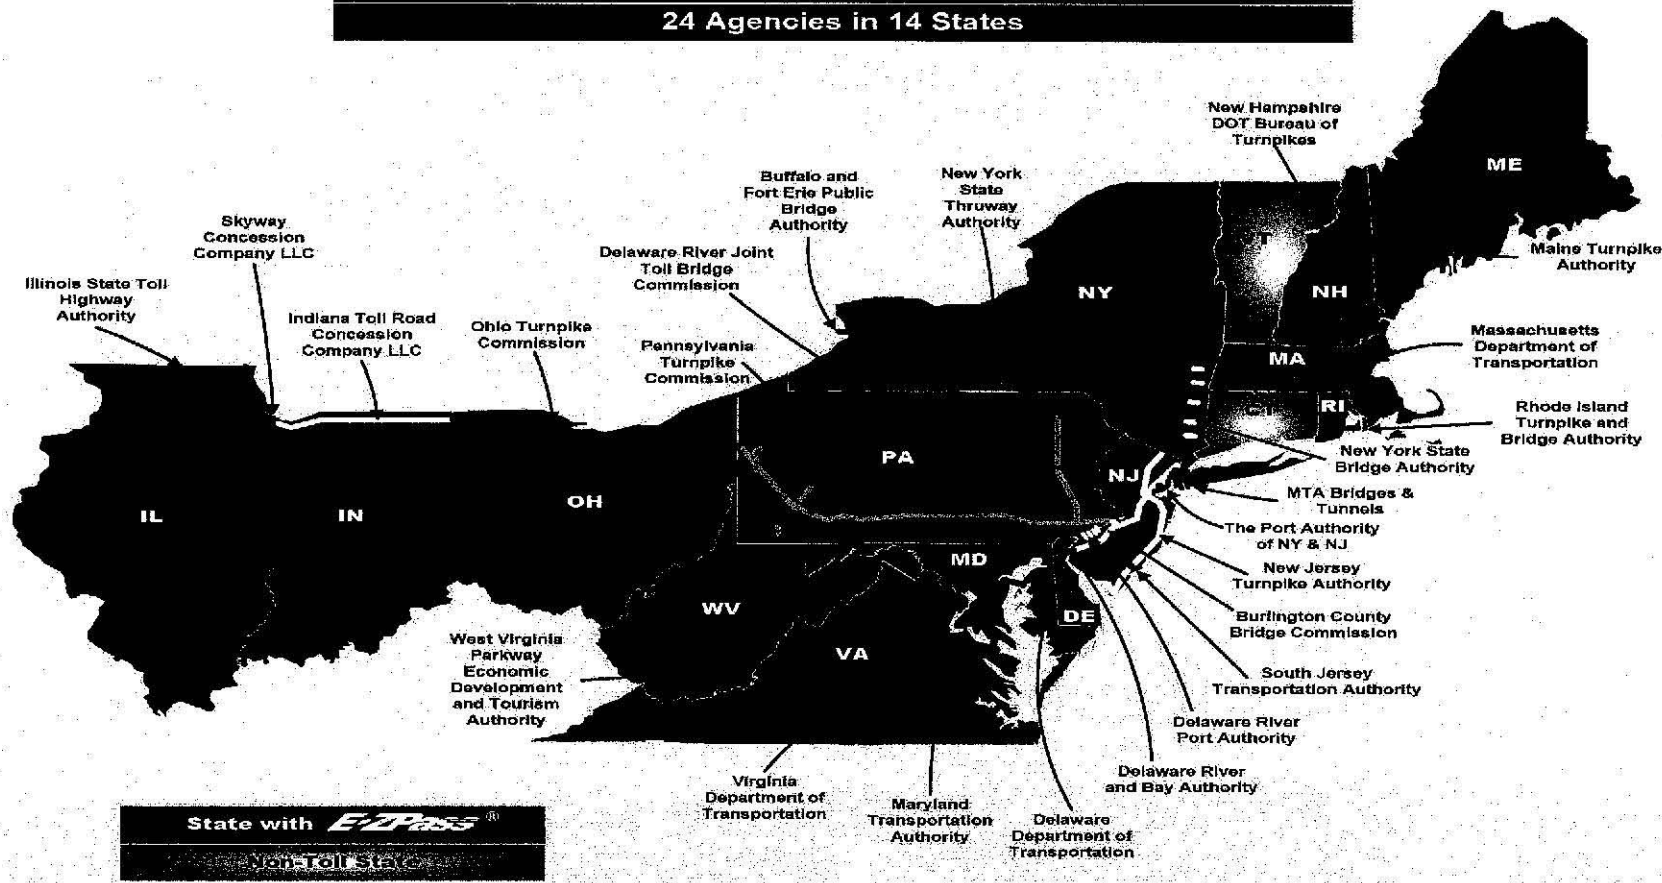 24 Agencies in 14 States
New Hampshire
DOT Bureau of
Turnpikes
ME
Buffalo and
Fort Erie Public
Bridge
Authority
New York
State
Thruway
Authority
Skyway
Concession
Company LLC
Delaware River Joint
Toll Bridge
Commission
Maine Turnpike
Authority
Illinois State Toll
Highway
Authority
NY
NH
Indiana Toll Road
Concession
Company LLC
Ohio Turnpike
Commission
Pennsylvania
Turnpike
Commission
MA
Massachusetts
Department of
Transportation
CT
RI
Rhode Island
Turnpike and
Bridge Authority
New York State
Bridge Authority
PA
NJ
MTA Bridges &
Tunnels
IL
IN
OH
The Port Authority
of NY & NJ
MD
New Jersey
Turnpike Authority
WV
DE
Burlington County
Bridge Commission
West Virginia
Parkway
Economic
Development
and Tourism
Authority
VA
South Jersey
Transportation Authority
Delaware River
Port Authority
Delaware River
and Bay Authority
Virginia
Department of
Transportation
Maryland
Transportation
Authority
Delaware
Department of
Transportation
State with E-ZPass®
Non-Toll State